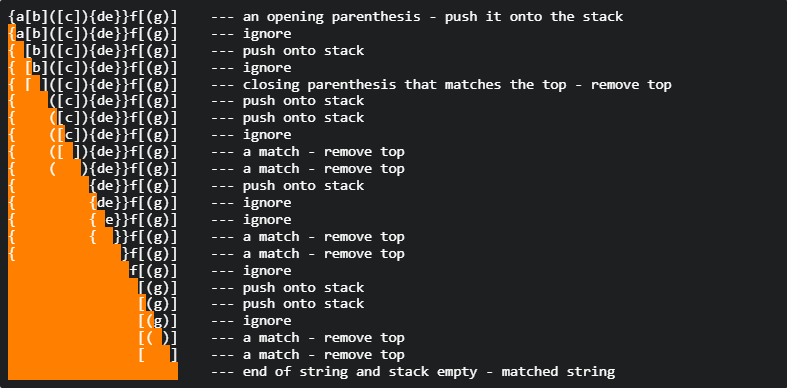 {a[b]([c]){de}}f[(g)]    --- an opening parenthesis - push it onto the stack
{a[b]([c]){de}}f[(g)]    --- ignore
{ [b]([c]){de}}f[(g)]    --- push onto stack
{ [b]([c]){de}}f[(g)]    --- ignore
{ [ ]([c]){de}}f[(g)]    --- closing parenthesis that matches the top - remove top
{    ([c]){de}}f[(g)]    --- push onto stack
{    ([c]){de}}f[(g)]    --- push onto stack
{    ([c]){de}}f[(g)]    --- ignore
{    ([ ]){de}}f[(g)]    --- a match - remove top
{    (   ){de}}f[(g)]    --- a match - remove top
{         {de}}f[(g)]    --- push onto stack
{         {de}}f[(g)]    --- ignore
{         { e}}f[(g)]    --- ignore
{         {  }}f[(g)]    --- a match - remove top
{             }f[(g)]    --- a match - remove top
               f[(g)]    --- ignore
                [(g)]    --- push onto stack
                [(g)]    --- push onto stack
                [(g)]    --- ignore
                [( )]    --- a match - remove top
                [   ]    --- a match - remove top
                         --- end of string and stack empty - matched string